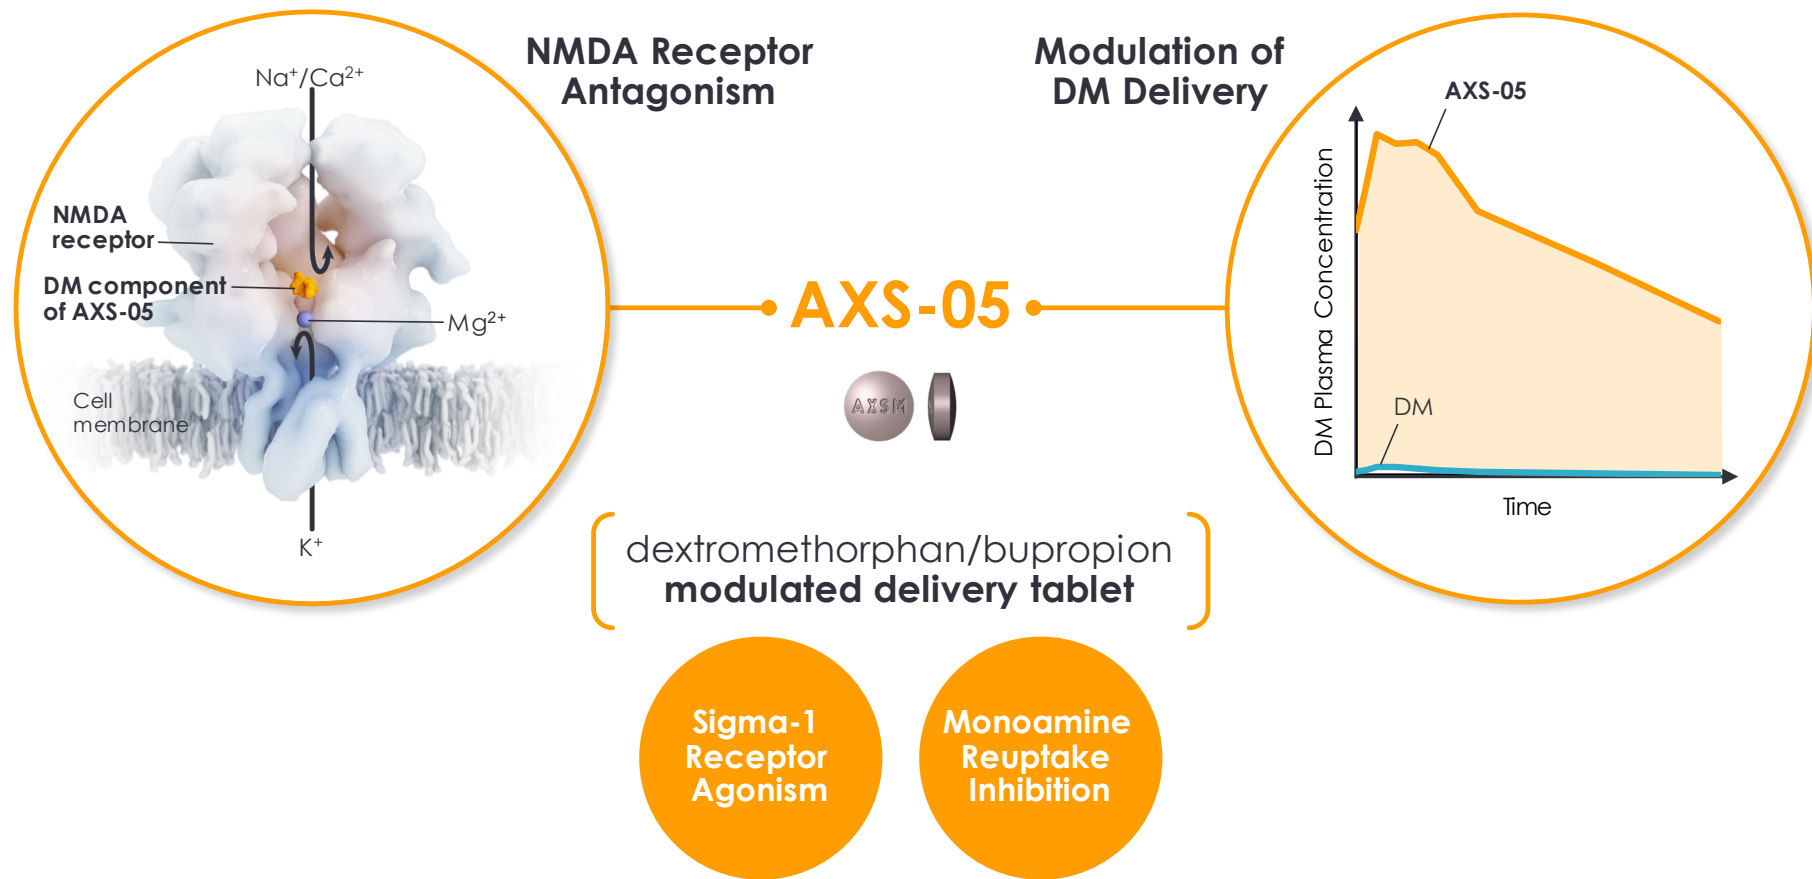 NMDA Receptor
Antagonism
Na⁺/Ca²⁺
NMDA
receptor
DM component
of AXS-05
Mg²⁺
Cell
membrane
K⁺
AXS-05
AXSM
dextromethorphan/bupropion
modulated delivery tablet
Sigma-1
Receptor
Agonism
Monoamine
Reuptake
Inhibition
Modulation of
DM Delivery
AXS-05
DM Plasma Concentration
DM
Time